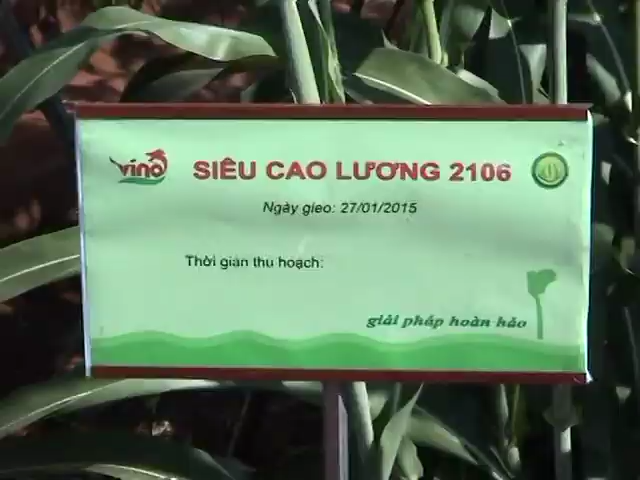 vino
SIÊU CAO LƯƠNG 2106
Ngày gieo: 27/01/2015
Thời gian thu hoạch:
giải pháp hoàn hảo